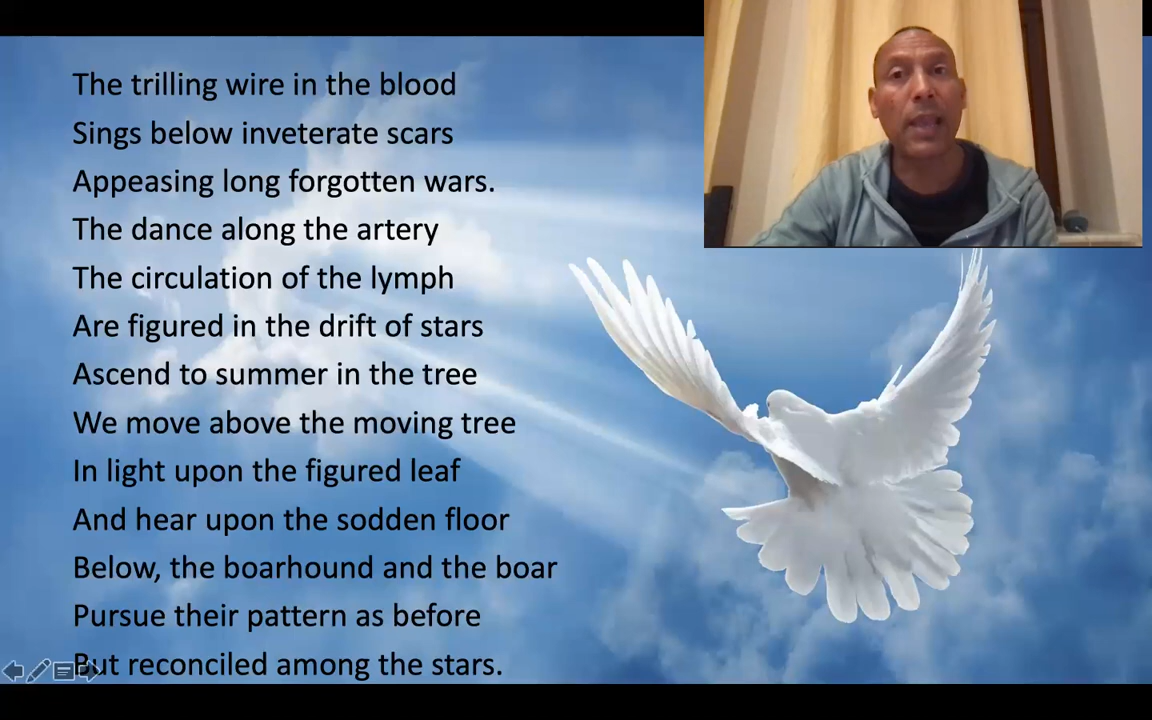 The trilling wire in the blood
Sings below inveterate scars
Appeasing long forgotten wars.
The dance along the artery
The circulation of the lymph
Are figured in the drift of stars
Ascend to summer in the tree
We move above the moving tree
In light upon the figured leaf
And hear upon the sodden floor
Below, the boarhound and the boar
Pursue their pattern as before
But reconciled among the stars.